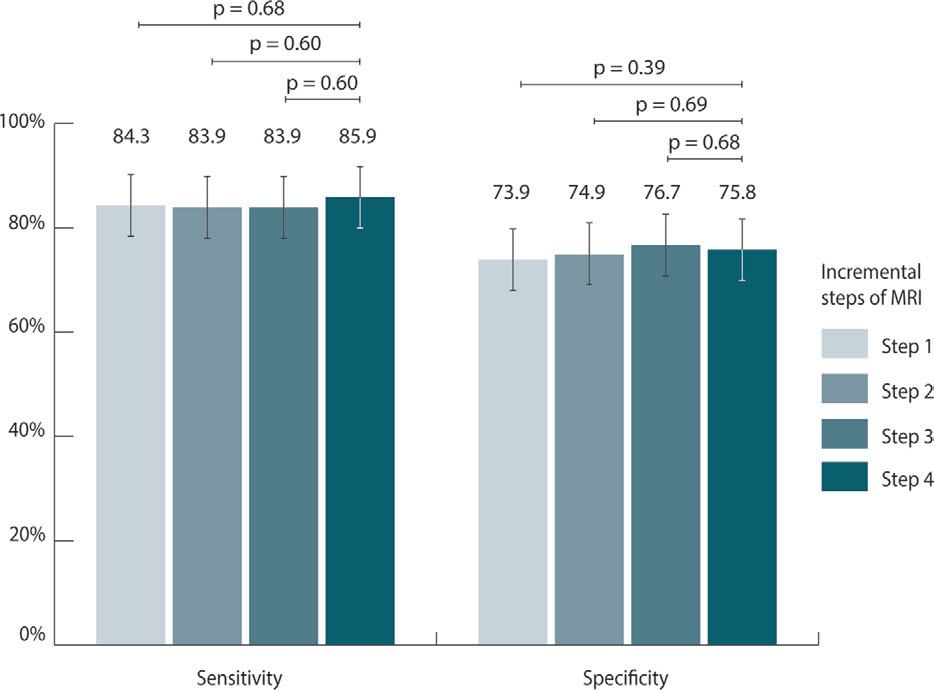 p = 0.68
p = 0.60
p = 0.60
p = 0.39
p = 0.69
p = 0.68
100%
80%
60%
40%
20%
0%
84.3 83.9 83.9 85.9
73.9 74.9 76.7 75.8
Sensitivity
Specificity
Incremental
steps of MRI
Step 1
Step 2
Step 3
Step 4